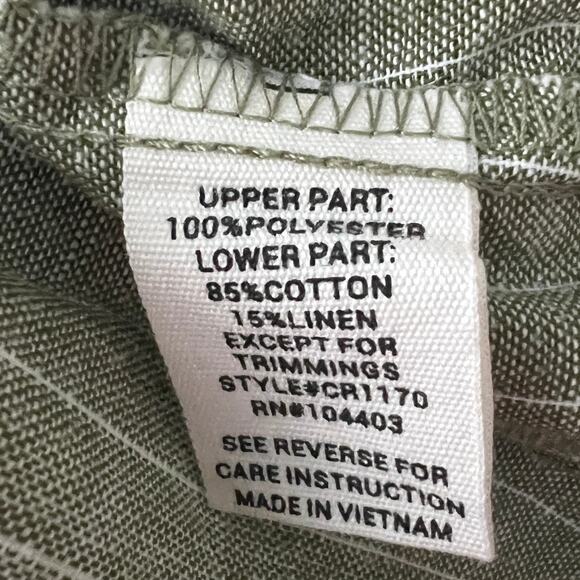 UPPER PART:
100%POLYESTER
LOWER PART:
85%COTTON
15%LINEN
EXCEPT FOR
TRIMMINGS
STYLE#CR1170
RN#104403
SEE REVERSE FOR
CARE INSTRUCTION
MADE IN VIETNAM